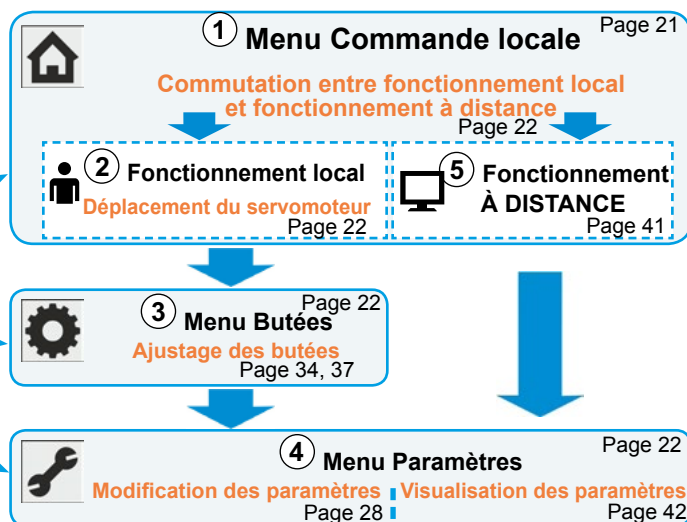 1 Menu Commande locale Page 21
Commutation entre fonctionnement local
et fonctionnement à distance
Page 22
2 Fonctionnement local
Déplacement du servomoteur
Page 22
5 Fonctionnement
À DISTANCE
Page 41
Page 22
3 Menu Butées
Ajustage des butées
Page 34, 37
4 Menu Paramètres Page 22
Modification des paramètres
Page 28
Visualisation des paramètres
Page 42